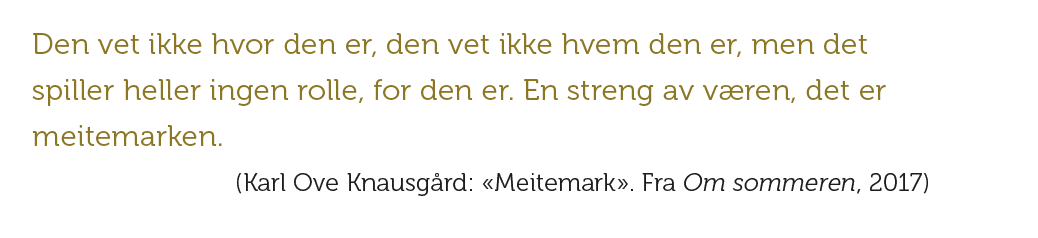 Den vet ikke hvor den er, den vet ikke hvem den er, men det
spiller heller ingen rolle, for den er. En streng av væren, det er
meitemarken.
(Karl Ove Knausgård: «Meitemark». Fra Om sommeren, 2017)